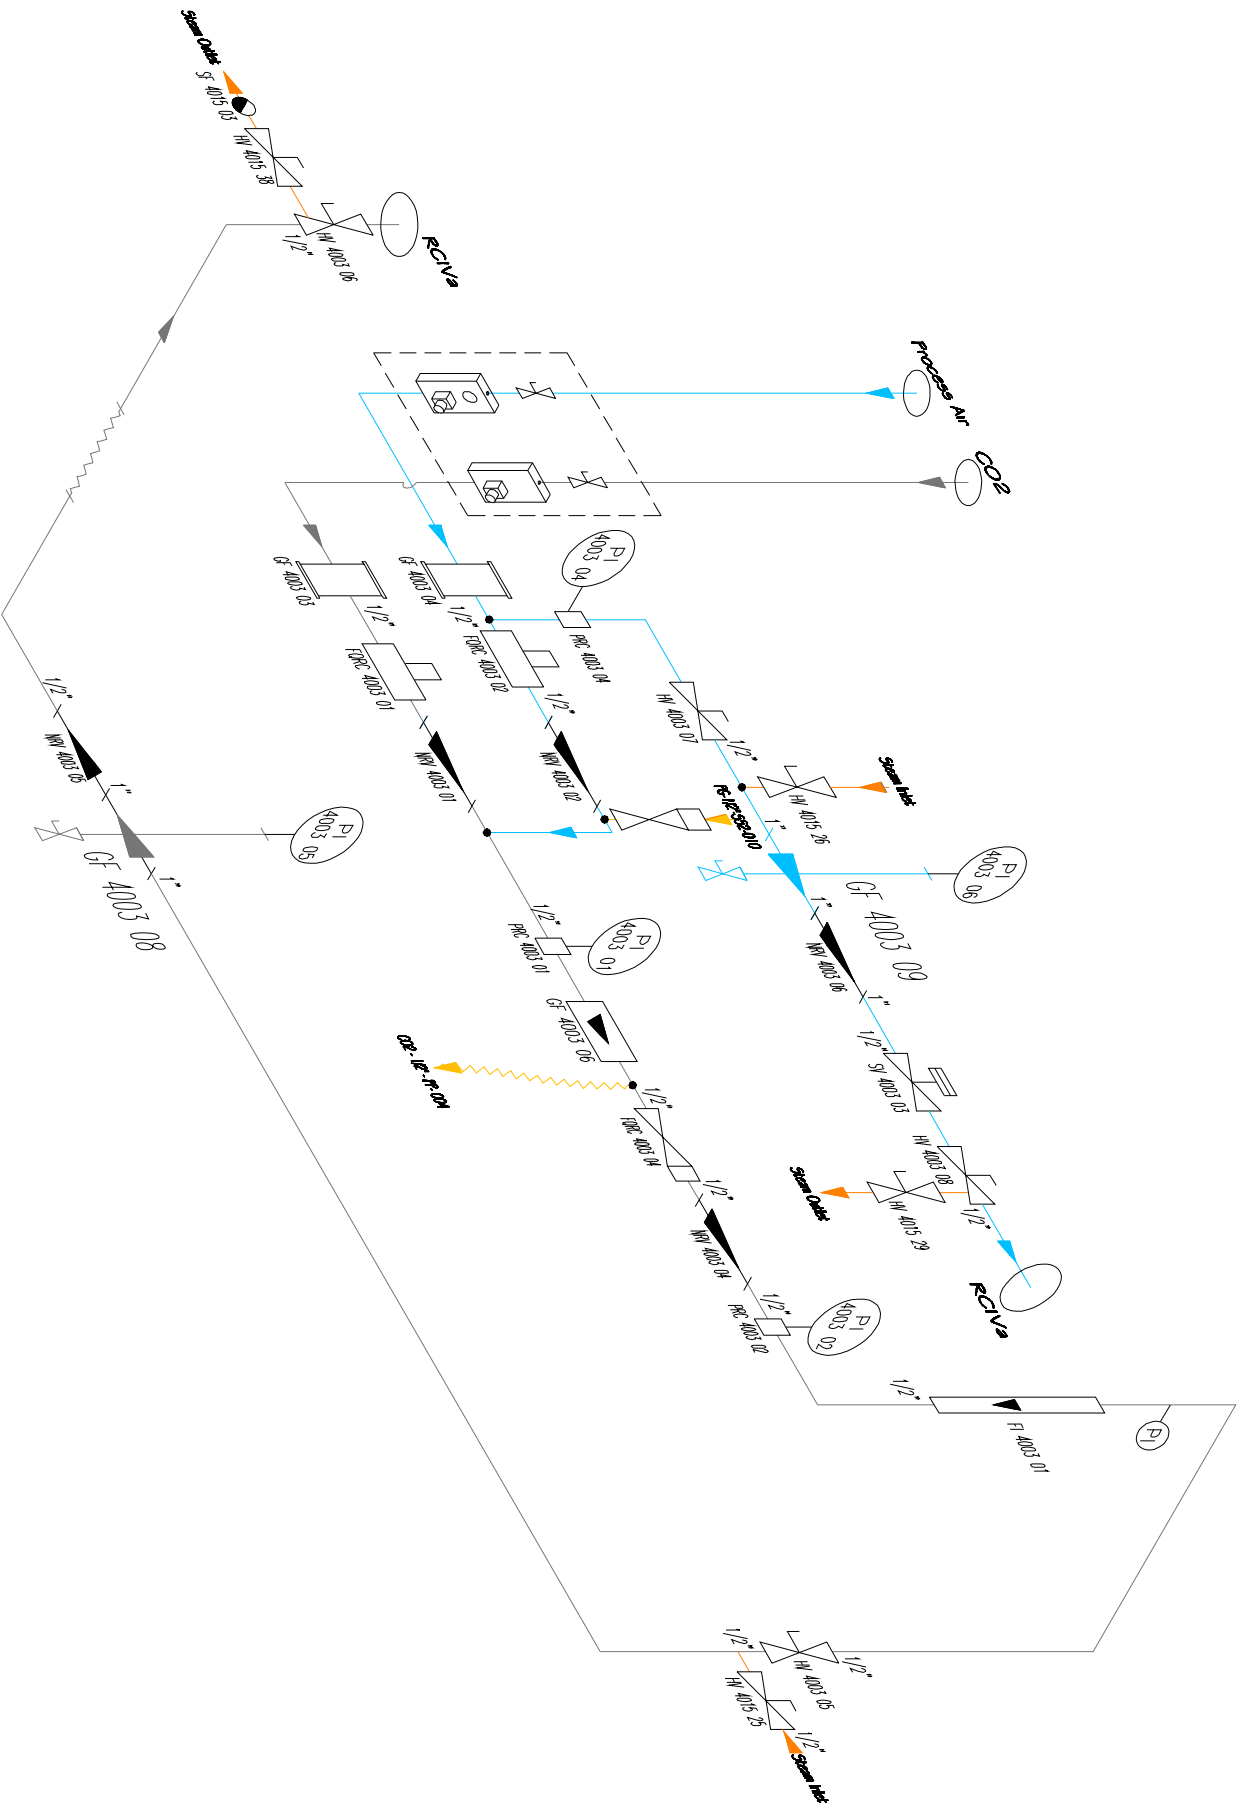 Steam Outlet
SF 4015 03
HV 4015 38
1/2"
HV 4003 06
RCIVa
Process Air
CO2
PI
4003 04
PRC 4003 04
GF 4003 03
1/2"
GF 4003 04
1/2"
FORC 4003 01
FORC 4003 02
1/2"
HV 4003 07
1/2"
NRV 4003 01
NRV 4003 02
Steam Inlet
HV 4015 26
1"
PI
4003 06
GF 4003 09
1"
NRV 4003 06
1"
1/2"
NRV 4003 05
1"
PI
4003 05
GF 4003 08
1"
1/2"
PRC 4003 01
PI
4003 01
GF 4003 06
1/2"
SV 4003 03
HV 4003 08
1/2"
1/2"
FORC 4003 04
1/2"
Steam Outlet
HV 4015 29
RCIVa
NRV 4003 04
1/2"
PRC 4003 02
PI
4003 02
1/2"
FI 4003 01
PI
1/2"
HV 4003 05
1/2"
HV 4015 25
1/2"
Steam Inlet